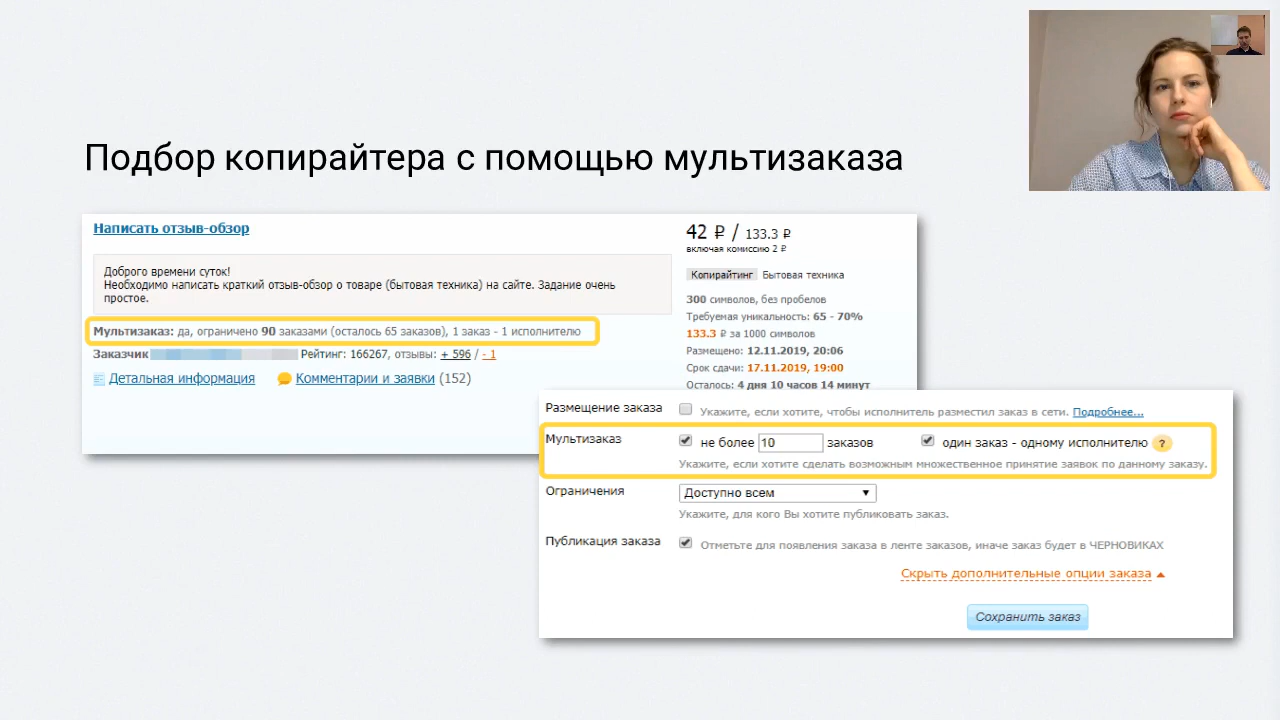 Подбор копирайтера с помощью мультизаказа
Написать отзыв-обзор
Доброго времени суток!
Необходимо написать краткий отзыв-обзор о товаре (бытовая техника) на сайте. Задание очень
простое.
Мультизаказ: да, ограничено 90 заказами (осталось 65 заказов), 1 заказ - 1 исполнителю
Заказчик Рейтинг: 166267, отзывы: + 596 / - 1
Детальная информация Комментарии и заявки (152)
42 ₽ / 133.3 ₽
включая комиссию 2 ₽
Копирайтинг Бытовая техника
300 символов, без пробелов
Требуемая уникальность: 65 - 70%
133.3 ₽ за 1000 символов
Размещено: 12.11.2019, 20:06
Срок сдачи: 17.11.2019, 19:00
Осталось: 4 дня 10 часов 14 минут
Размещение заказа Укажите, если хотите, чтобы исполнитель разместил заказ в сети. Подробнее...
Мультизаказ не более 10 заказов один заказ - одному исполнителю ?
Укажите, если хотите сделать возможным множественное принятие заявок по данному заказу.
Ограничения Доступно всем
Укажите, для кого Вы хотите публиковать заказ.
Публикация заказа Отметьте для появления заказа в ленте заказов, иначе заказ будет в ЧЕРНОВИКАХ
Скрыть дополнительные опции заказа
Сохранить заказ